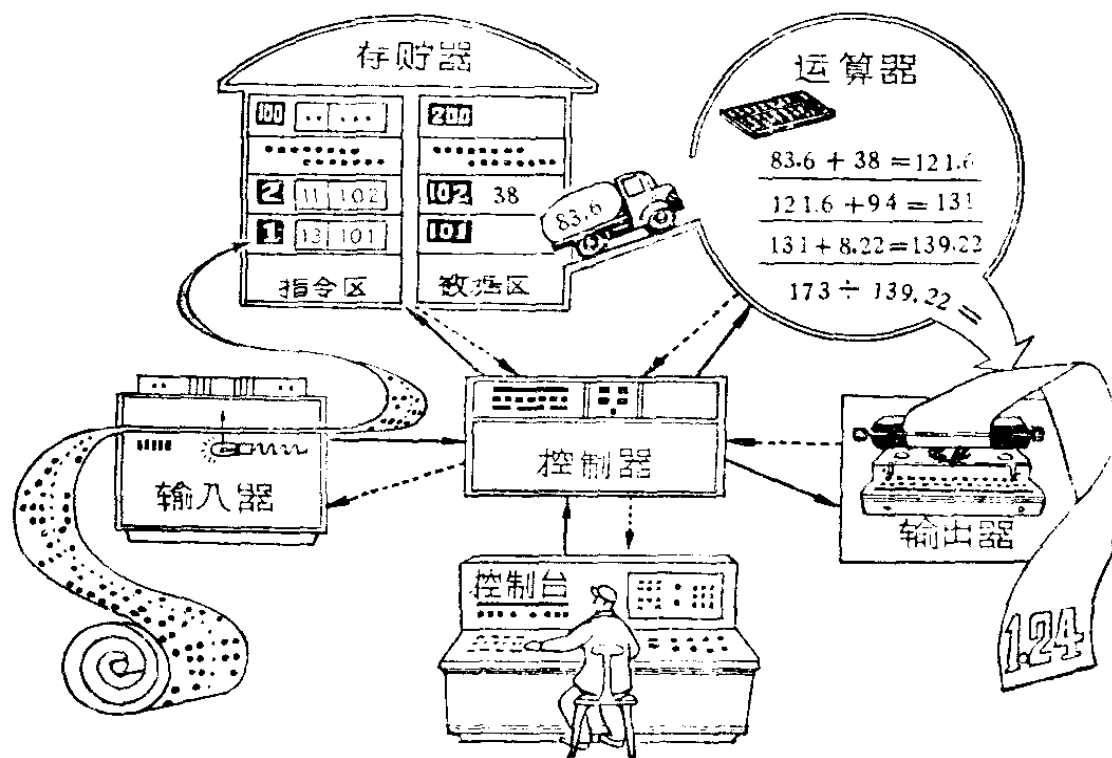 存贮器
100
200
2 11 102
102 38
1 13 101
101
指令区
数据区
83.6
运算器
83.6 + 38 = 121.6
121.6 + 94 = 131
131 + 8.22 = 139.22
173 ÷ 139.22 =
输入器
控制器
输出器
控制台
1.24